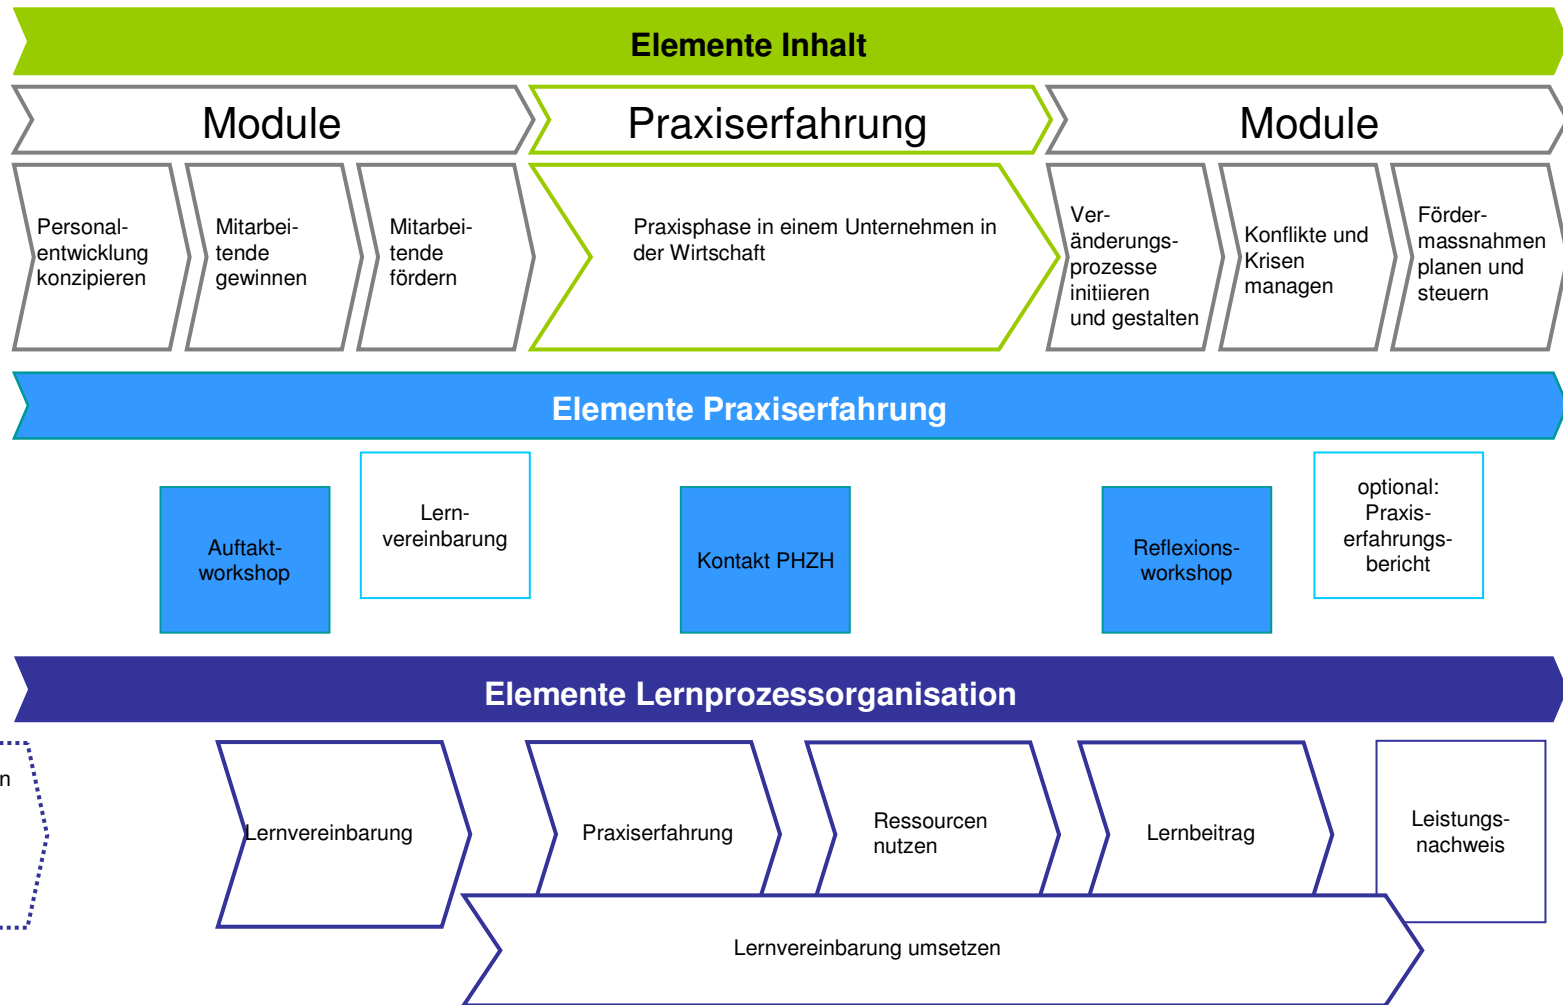 Elemente Inhalt
Module
Praxiserfahrung
Module
Personal-
entwicklung
konzipieren
Mitarbei-
tende
gewinnen
Mitarbei-
tende
fördern
Praxisphase in einem Unternehmen in
der Wirtschaft
Ver-
änderungs-
prozesse
initiieren
und gestalten
Konflikte und
Krisen
managen
Förder-
massnahmen
planen und
steuern
Elemente Praxiserfahrung
Auftakt-
workshop
Lern-
vereinbarung
Kontakt PHZH
Reflexions-
workshop
optional:
Praxis-
erfahrungs-
bericht
Elemente Lernprozessorganisation
n
Lernvereinbarung
Praxiserfahrung
Ressourcen
nutzen
Lernbeitrag
Leistungs-
nachweis
Lernvereinbarung umsetzen